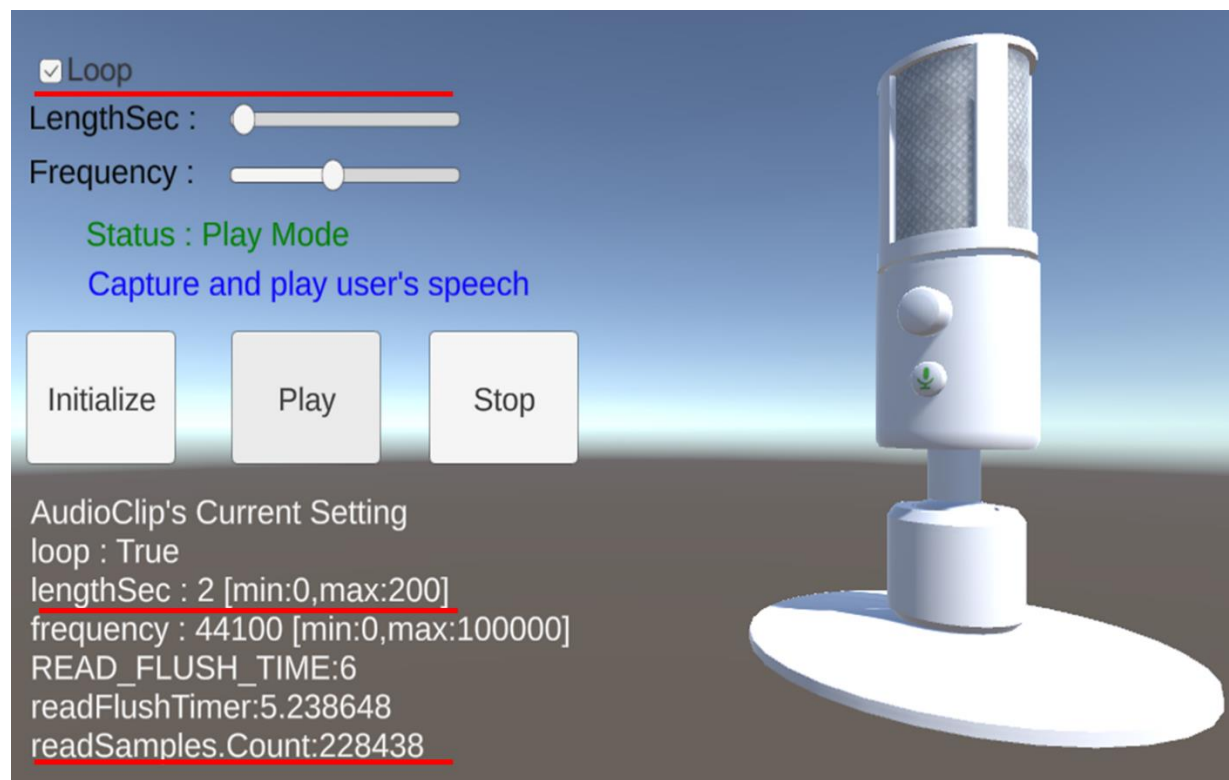 Loop
LengthSec :
Frequency :
Status : Play Mode
Capture and play user's speech
Initialize Play Stop
AudioClip's Current Setting
loop : True
lengthSec : 2 [min:0,max:200]
frequency : 44100 [min:0,max:100000]
READ_FLUSH_TIME:6
readFlushTimer:5.238648
readSamples.Count:228438